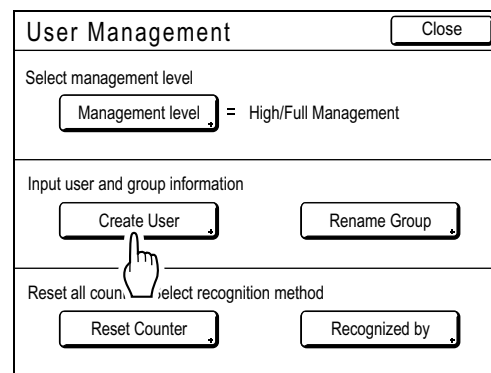 User Management Close
Select management level
Management level = High/Full Management
Input user and group information
Create User Rename Group
Reset all coun select recognition method
Reset Counter Recognized by